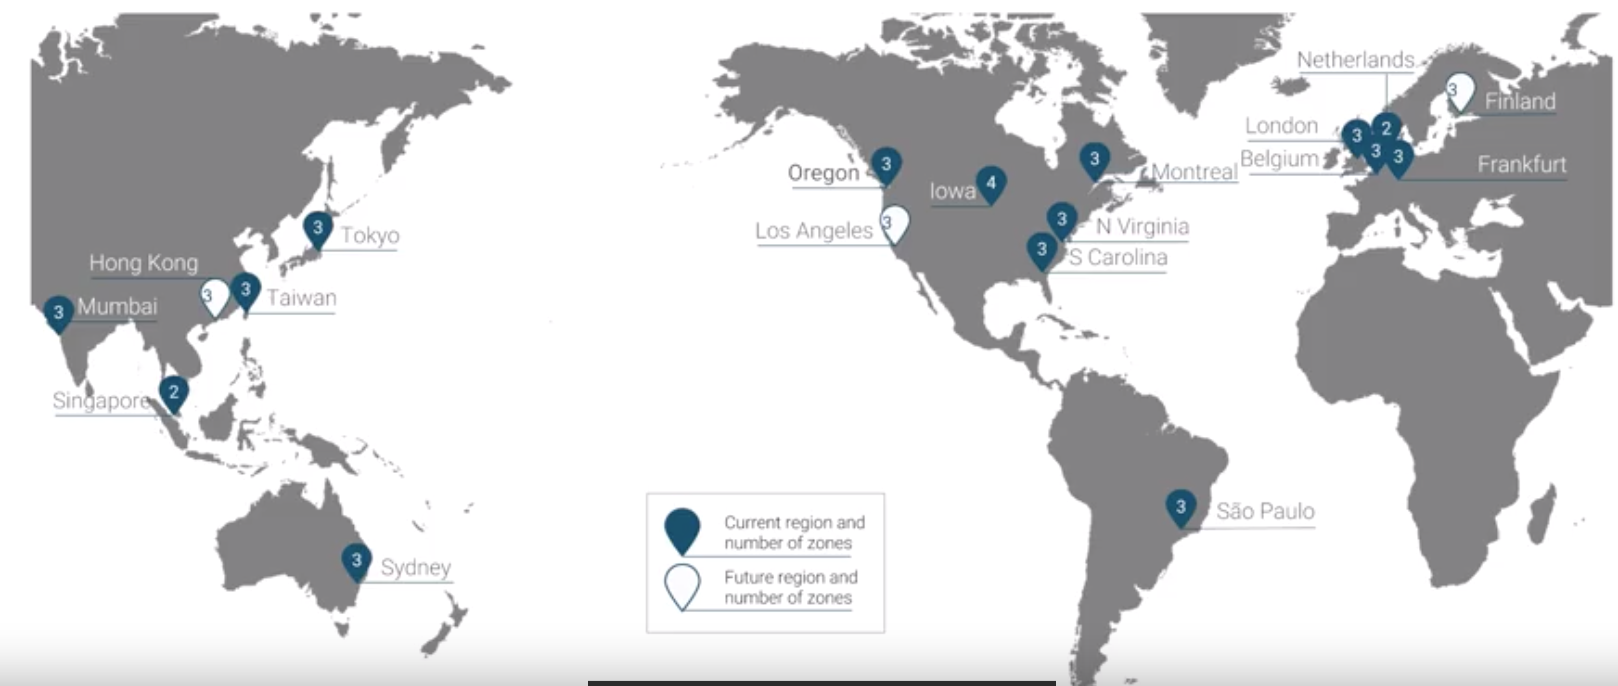 Netherlands
3
Finland
London
3
2
Belgium
3
3
Frankfurt
Oregon
3
Iowa
4
3
Montreal
Los Angeles
3
3
N Virginia
3
S Carolina
3
Tokyo
Hong Kong
3
3
Taiwan
3
Mumbai
Singapore
2
3
Sydney
3
São Paulo
Current region and
number of zones
Future region and
number of zones